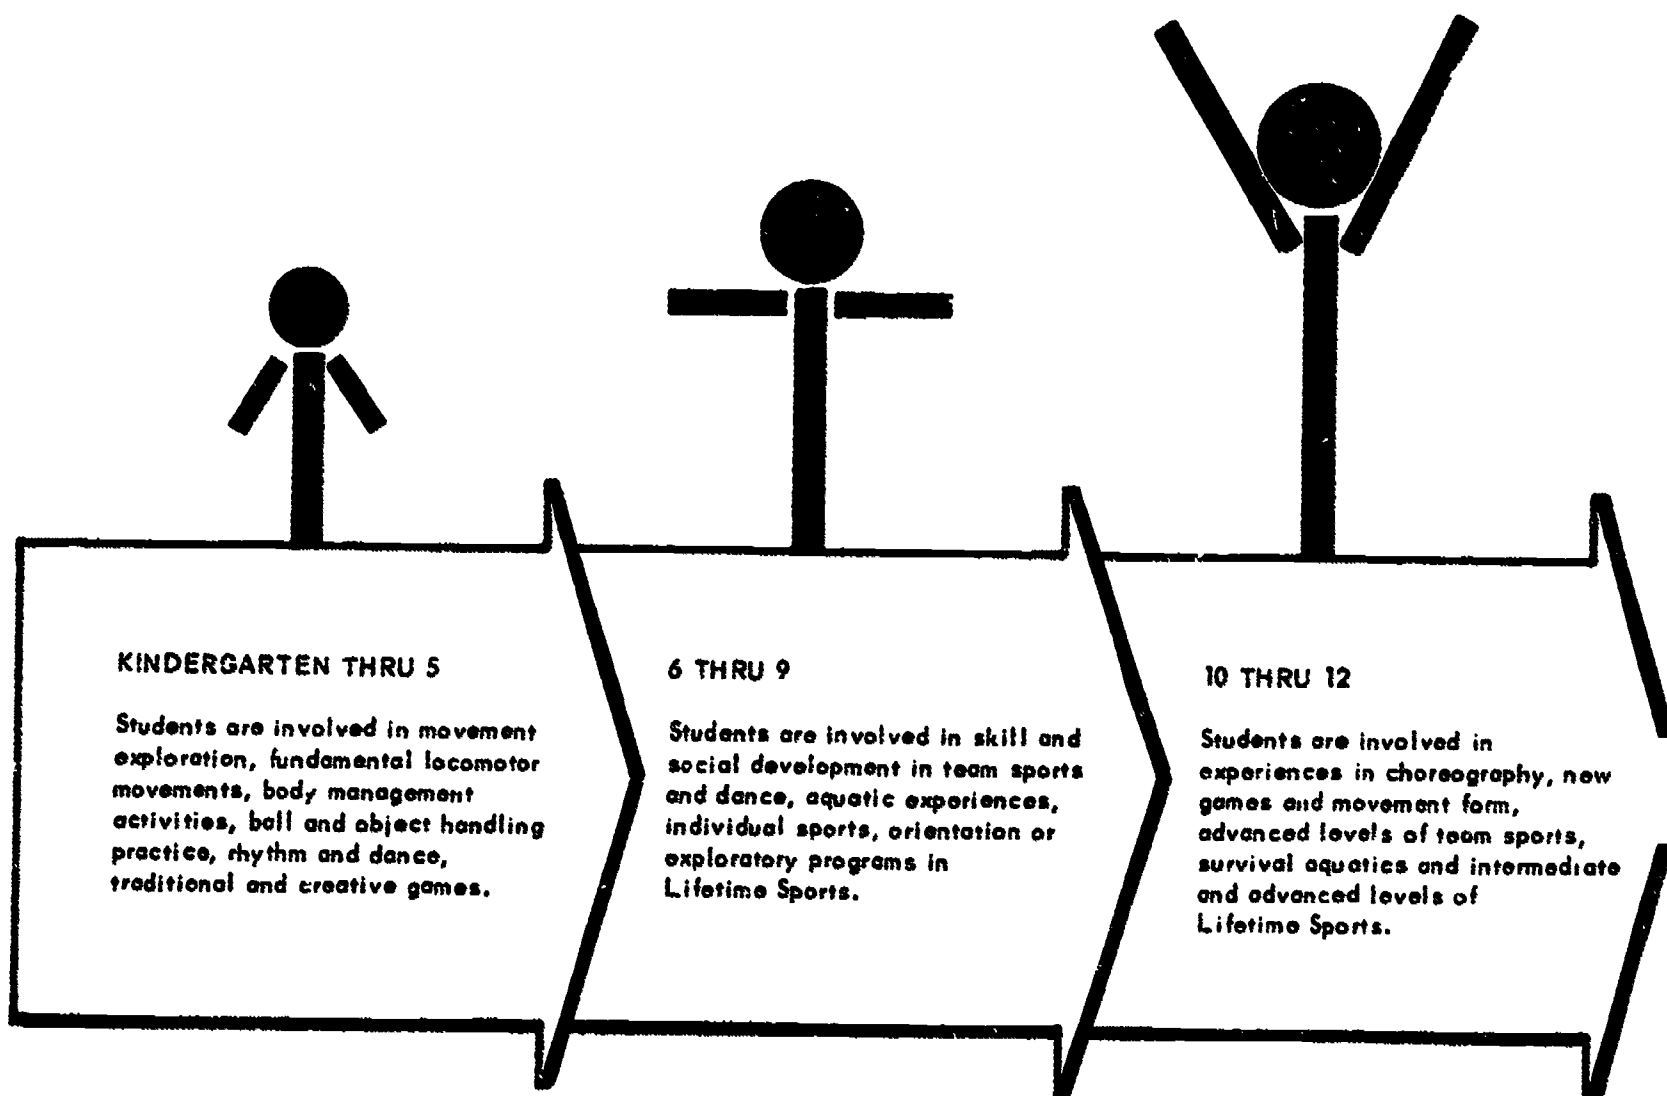 KINDERGARTEN THRU 5
Students are involved in movement
exploration, fundamental locomotor
movements, body management
activities, ball and object handling
practice, rhythm and dance,
traditional and creative games.
6 THRU 9
Students are involved in skill and
social development in team sports
and dance, aquatic experiences,
individual sports, orientation or
exploratory programs in
Lifetime Sports.
10 THRU 12
Students are involved in
experiences in choreography, new
games and movement form,
advanced levels of team sports,
survival aquatics and intermediate
and advanced levels of
Lifetime Sports.